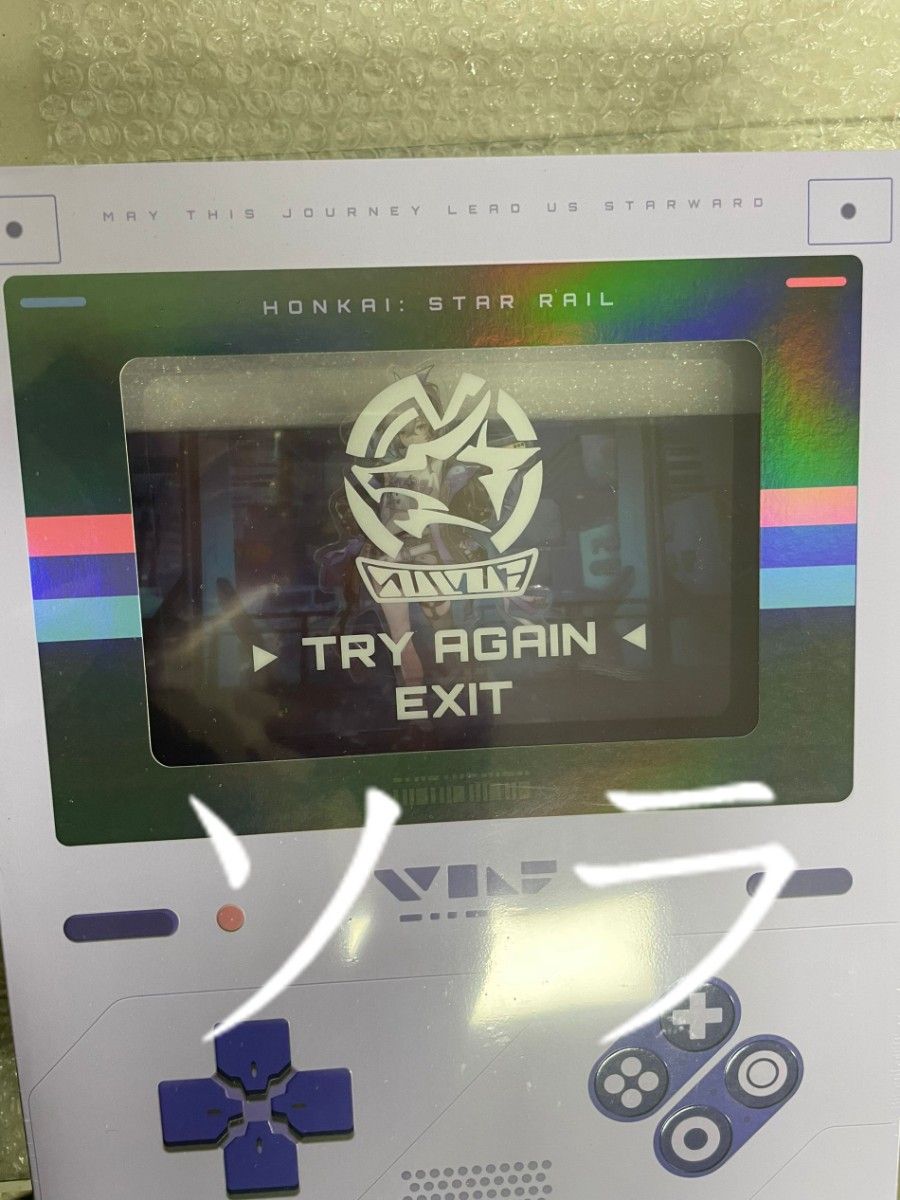 MAY THIS JOURNEY LEAD US STARWARD
HONKAI: STAR RAIL
TRY AGAIN
EXIT
ソラ